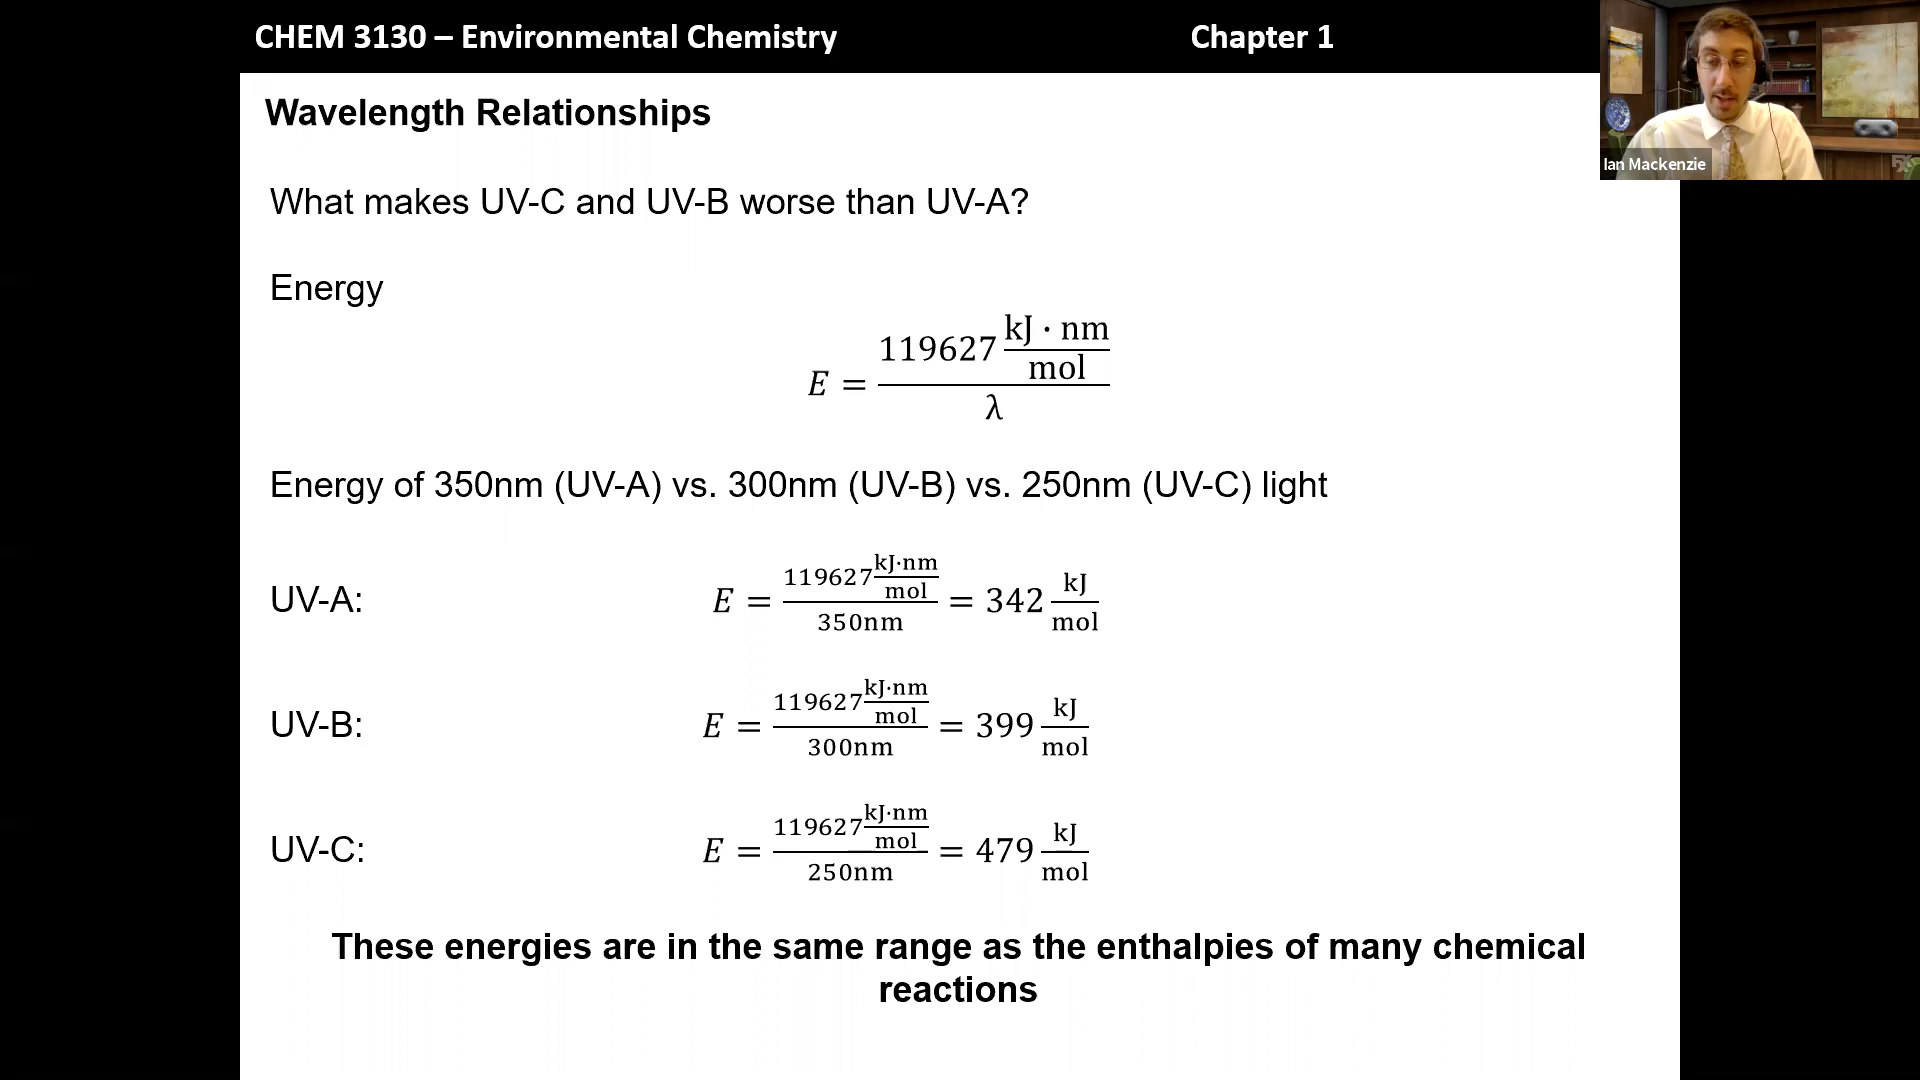 CHEM 3130 – Environmental Chemistry Chapter 1
Ian Mackenzie
Wavelength Relationships
What makes UV-C and UV-B worse than UV-A?
Energy
E = 119627 kJ · nm / mol / λ
Energy of 350nm (UV-A) vs. 300nm (UV-B) vs. 250nm (UV-C) light
UV-A: E = 119627 kJ·nm / mol / 350nm = 342 kJ / mol
UV-B: E = 119627 kJ·nm / mol / 300nm = 399 kJ / mol
UV-C: E = 119627 kJ·nm / mol / 250nm = 479 kJ / mol
These energies are in the same range as the enthalpies of many chemical
reactions